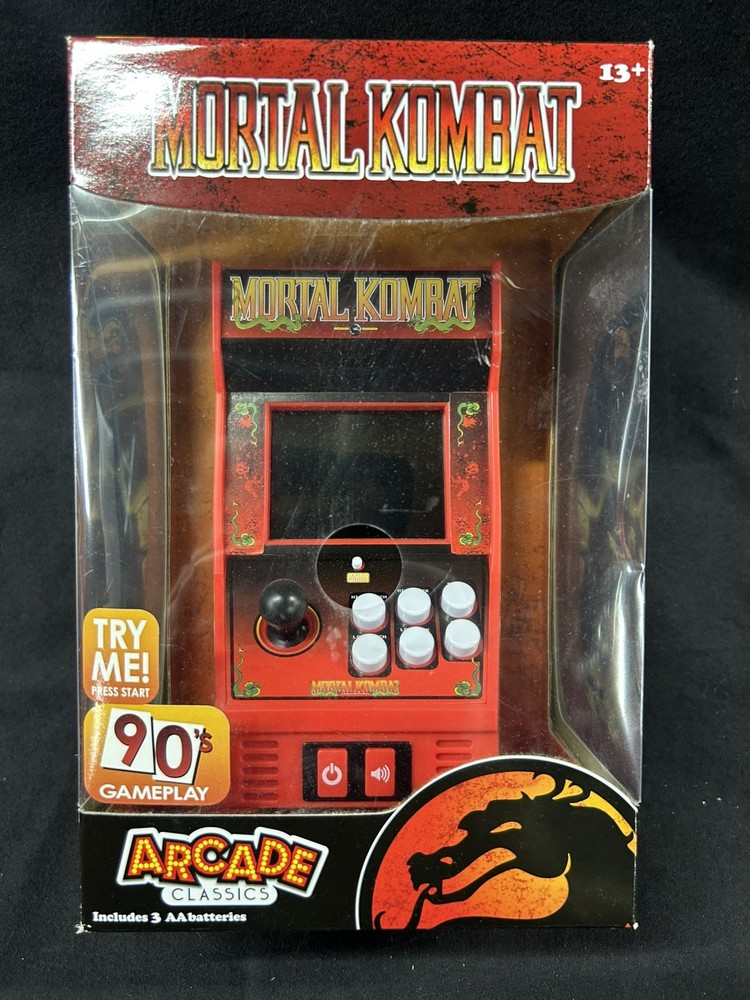 13+
MORTAL KOMBAT
MORTAL KOMBAT
MORTAL KOMBAT
TRY
ME!
PRESS START
90's
GAMEPLAY
ARCADE
CLASSICS
Includes 3 AA batteries